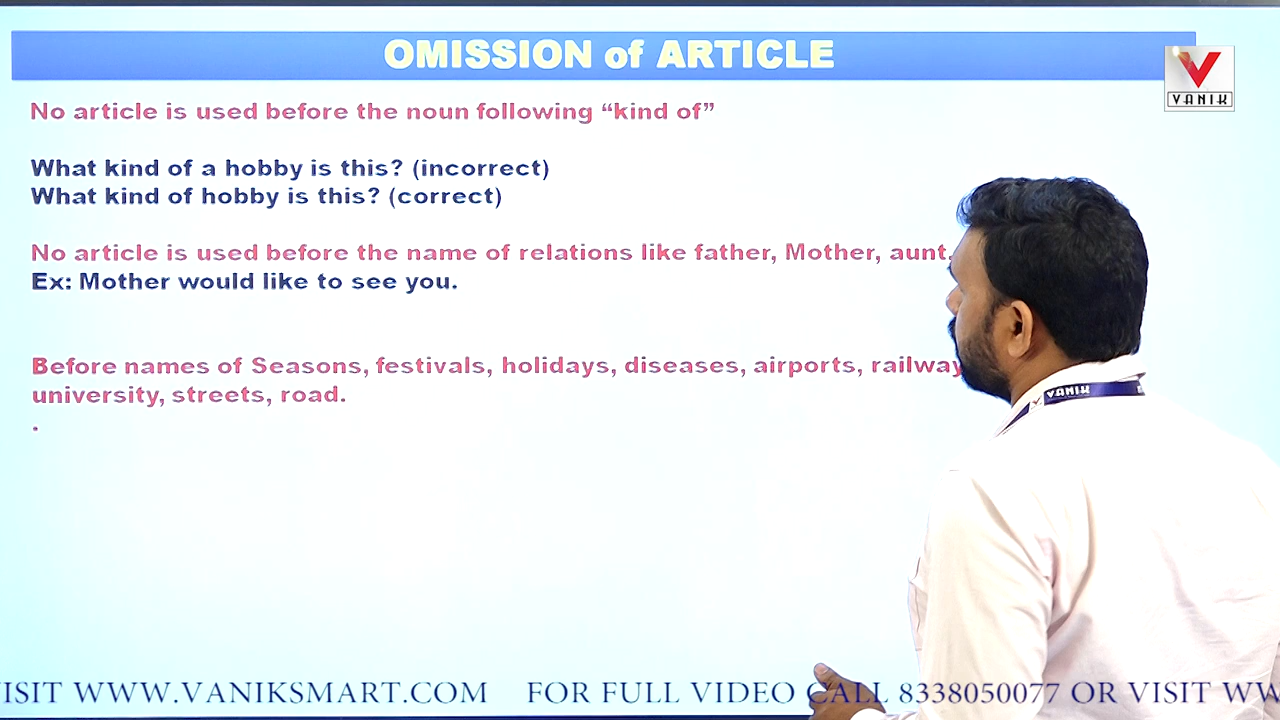 OMISSION of ARTICLE
VANIK
No article is used before the noun following “kind of”
What kind of a hobby is this? (incorrect)
What kind of hobby is this? (correct)
No article is used before the name of relations like father, Mother, aunt,
Ex: Mother would like to see you.
Before names of Seasons, festivals, holidays, diseases, airports, railway
university, streets, road.
.
VANIK
VISIT WWW.VANIKSMART.COM FOR FULL VIDEO CALL 8338050077 OR VISIT WW